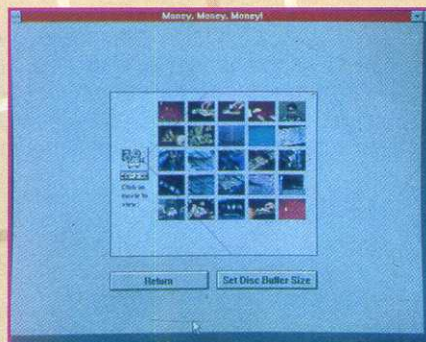 Money, Money, Money!
Click on
movie to
view.
Return
Set Disc Buffer Size